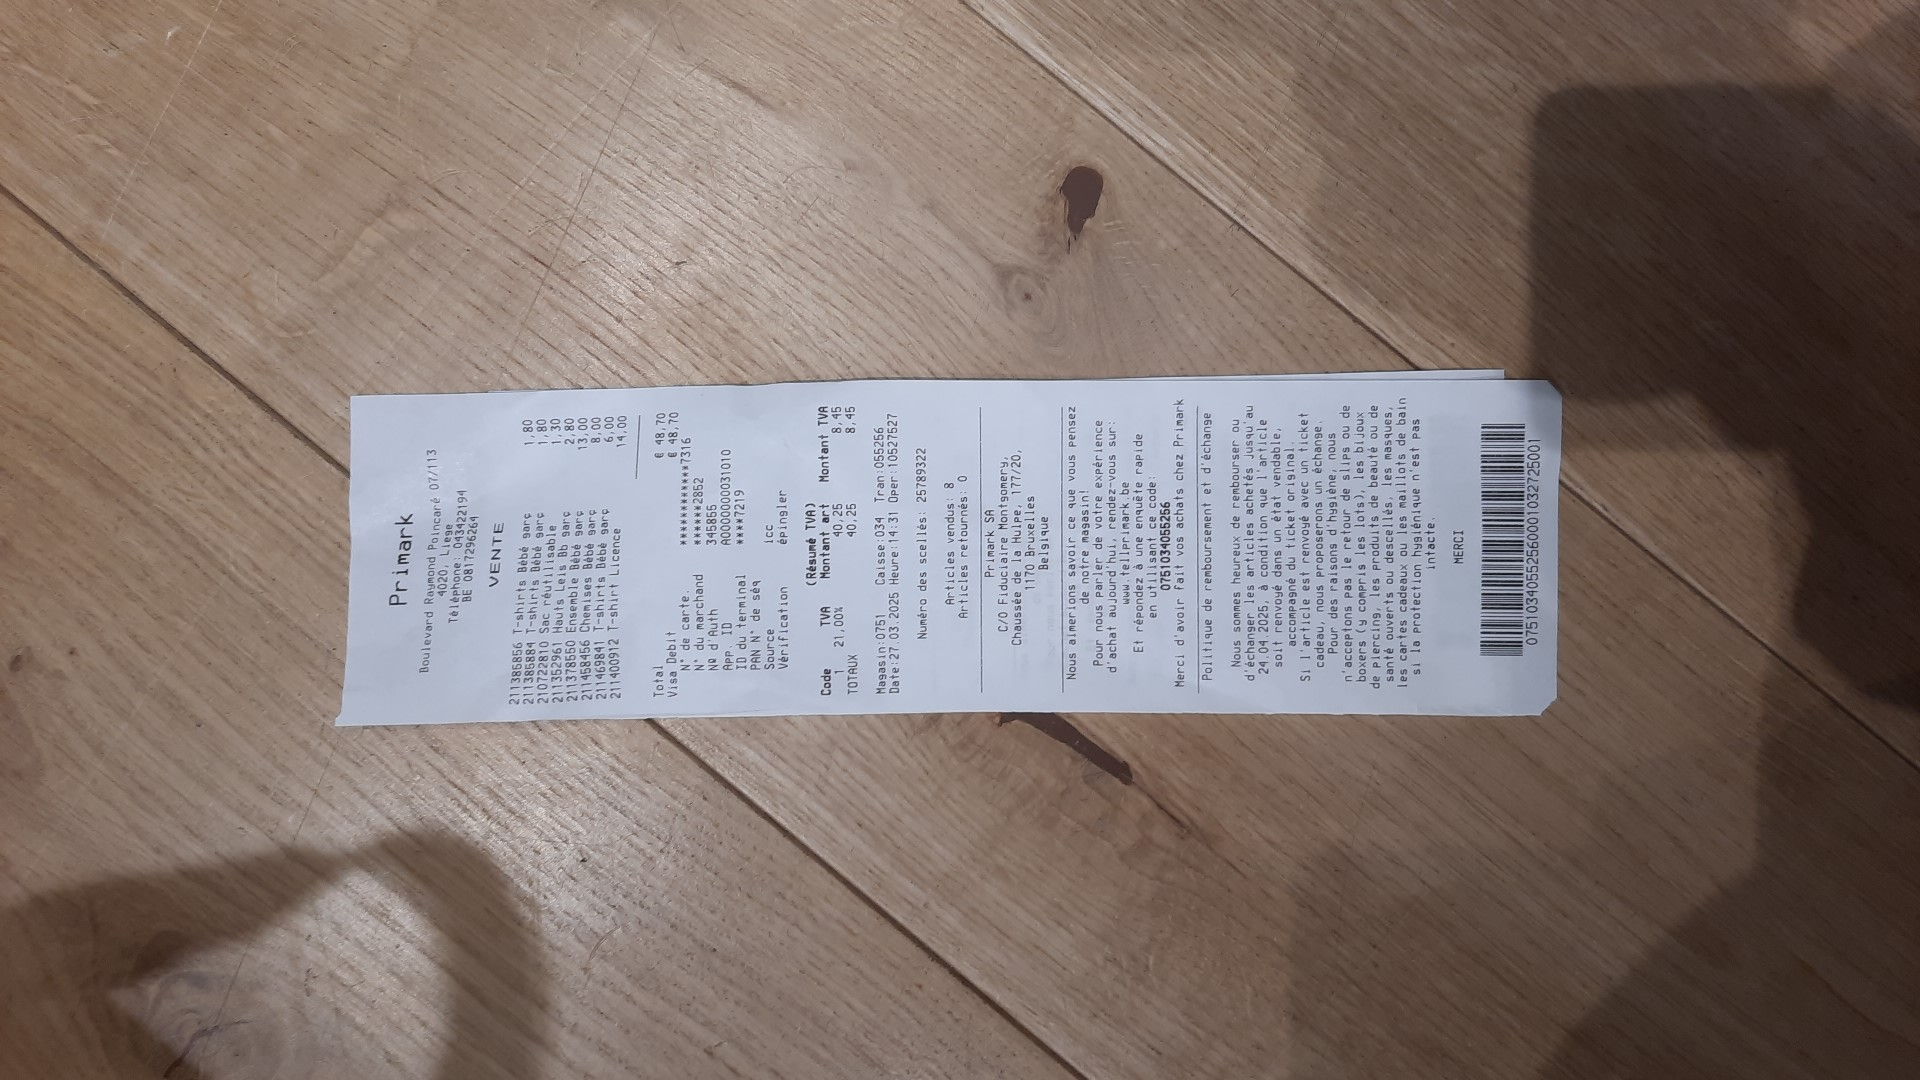 Primark
Boulevard Raymond Poincaré 07/113
4020, Liege
Téléphone: 043422194
BE 0817296264
VENTE
211385856 T-shirts Bébé garç 1,80
211385884 T-shirts Bébé garç 1,80
210722810 Sac réutilisable 1,30
211352961 Hauts Leis Bb garç 2,80
211378550 Ensemble Bébé garç 13,00
211458456 Chemises Bébé garç 8,00
211469841 T-shirts Bébé garç 6,00
211400912 T-shirt Licence 14,00
Total € 48,70
Visa Debit € 48,70
N° de carte. ************7316
N° du marchand ******2852
Nº d'Auth 345855
App. ID A0000000031010
ID du terminal ****7219
PAN N° de séq
Source icc
Vérification épingler
(Résumé TVA)
Code TVA Montant art Montant TVA
1 21,00% 40,25 8,45
TOTAUX 40,25 8,45
Magasin:0751 Caisse:034 Tran:055256
Date:27.03.2025 Heure:14:31 Oper:10527527
Numéro des scellés: 25789322
Articles vendus: 8
Articles retournés: 0
Primark SA
C/O Fiduciaire Montgomery,
Chaussée de la Hulpe, 177/20,
1170 Bruxelles
Belgique
Nous aimerions savoir ce que vous pensez
de notre magasin!
Pour nous parler de votre expérience
d'achat aujourd'hui, rendez-vous sur:
www.telprimark.be
Et répondez à une enquête rapide
en utilisant ce code:
0751034055256
Merci d'avoir fait vos achats chez Primark
Politique de remboursement et d'échange
Nous sommes heureux de rembourser ou
d'échanger les articles achetés jusqu'au
24.04.2025, à condition que l'article
soit renvoyé dans un état vendable,
accompagné du ticket original.
Si l'article est renvoyé avec un ticket
cadeau, nous proposerons un échange.
Pour des raisons d'hygiène, nous
n'acceptons pas le retour de slips ou de
boxers (y compris les lots), les bijoux
de piercings, les produits de beauté ou de
santé ouverts ou descellés, les masques,
les cartes cadeaux ou les maillots de bain
si la protection hygiénique n'est pas
intacte.
MERCI
07510340552560001032725001